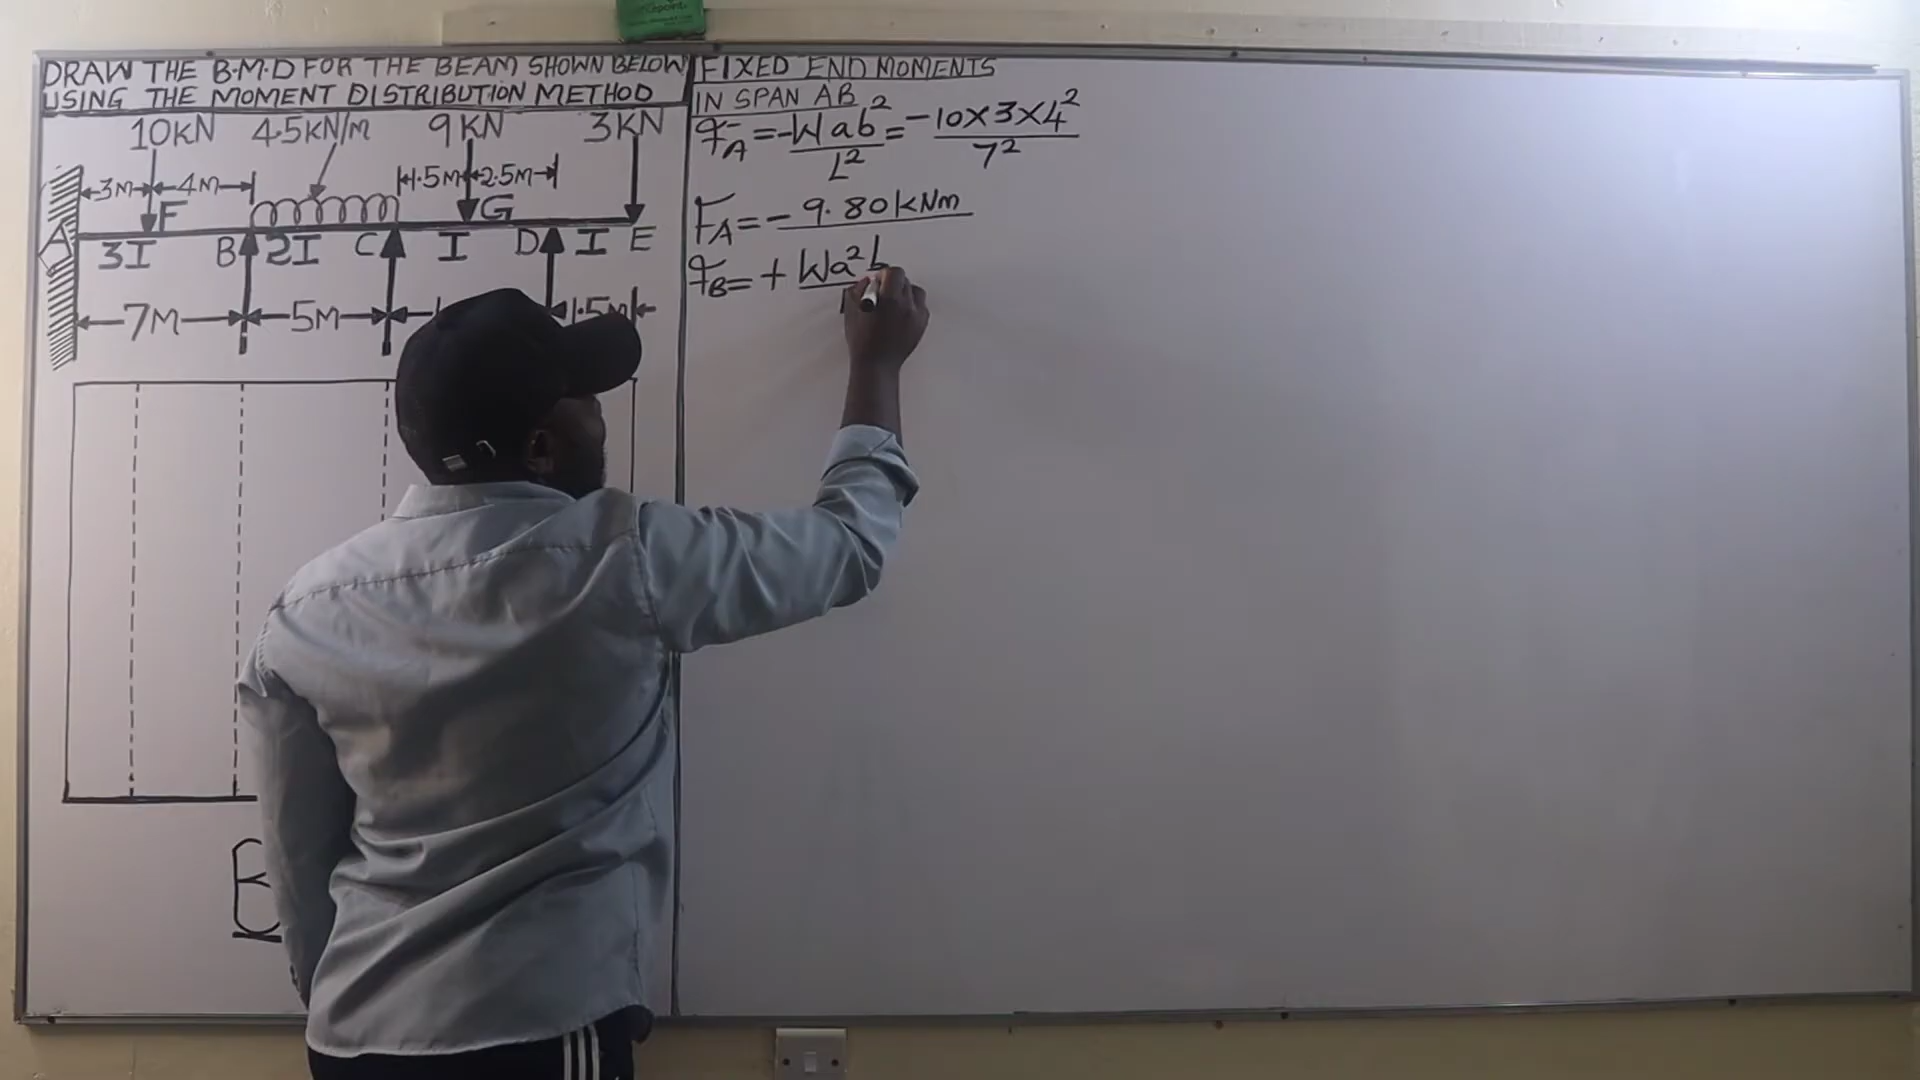 DRAW THE B.M.D FOR THE BEAM SHOWN BELOW
USING THE MOMENT DISTRIBUTION METHOD
10KN 4.5KN/m 9KN 3KN
3M 4M 1.5M 2.5M
F G
A B C D E
3I 2I I I
7M 5M 1.5M
FIXED END MOMENTS
IN SPAN AB
F_A = -Wab²/L² = -10×3×4²/7²
F_A = -9.80kNm
F_B = + Wa²b